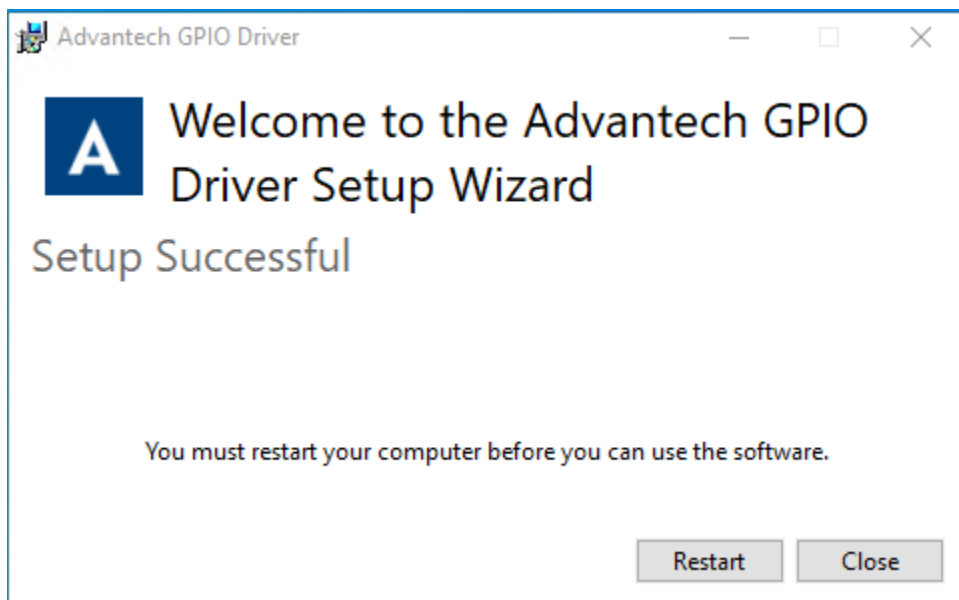 Advantech GPIO Driver
A
Welcome to the Advantech GPIO
Driver Setup Wizard
Setup Successful
You must restart your computer before you can use the software.
Restart
Close